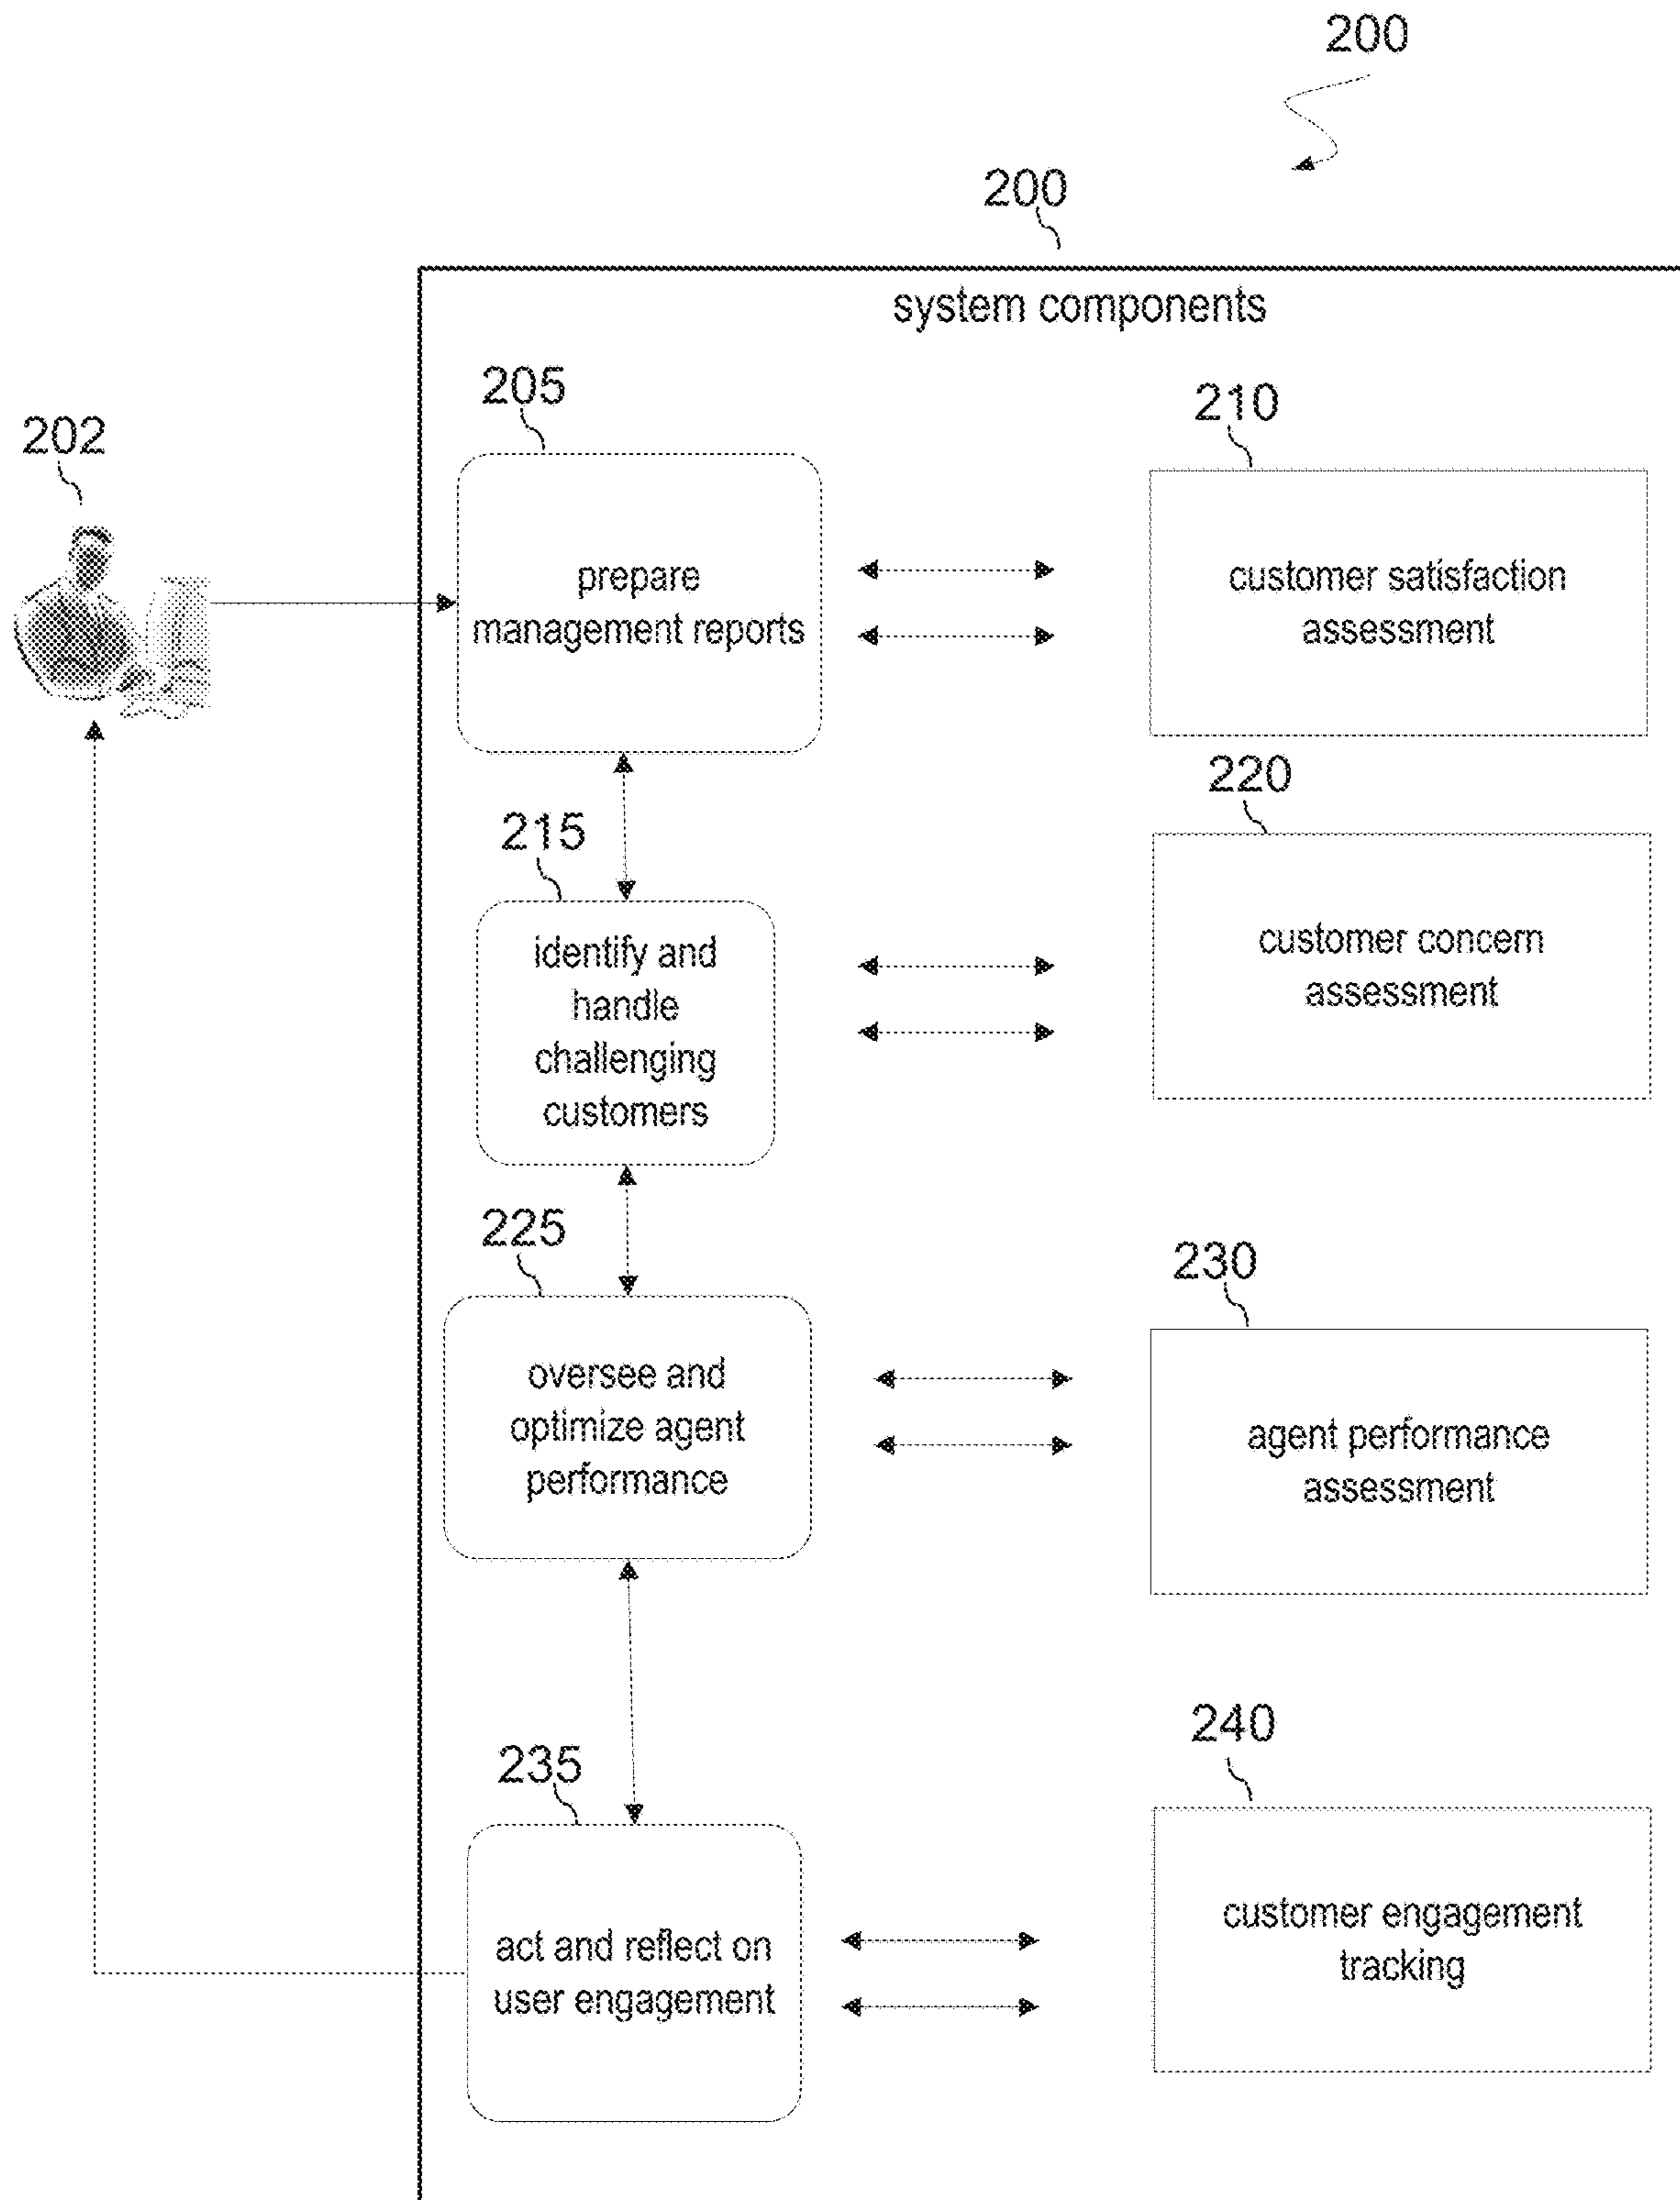 200
200
system components
205
210
202
prepare
management reports
customer satisfaction
assessment
220
215
identify and
handle
challenging
customers
customer concern
assessment
225
230
oversee and
optimize agent
performance
agent performance
assessment
240
235
act and reflect on
user engagement
customer engagement
tracking